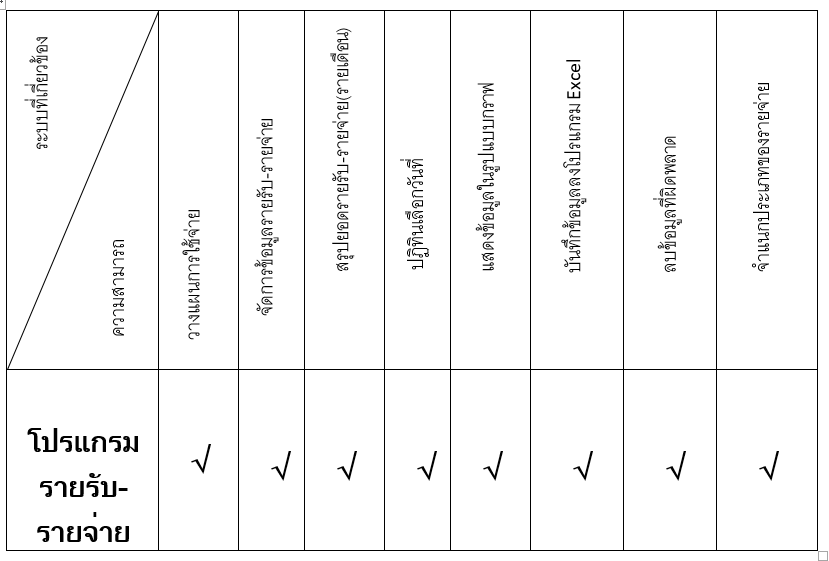 ระบบที่เกี่ยวข้อง
ความสามารถ
วางแผนการใช้จ่าย
จัดการข้อมูลรายรับ-รายจ่าย
สรุปยอดรายรับ-รายจ่าย(รายเดือน)
ปฏิทินเลือกวันที่
แสดงข้อมูลในรูปแบบกราฟ
บันทึกข้อมูลลงโปรแกรม Excel
ลบข้อมูลที่ผิดพลาด
จำแนกประเภทของรายจ่าย
โปรแกรม
รายรับ-
รายจ่าย
√ √ √ √ √ √ √ √